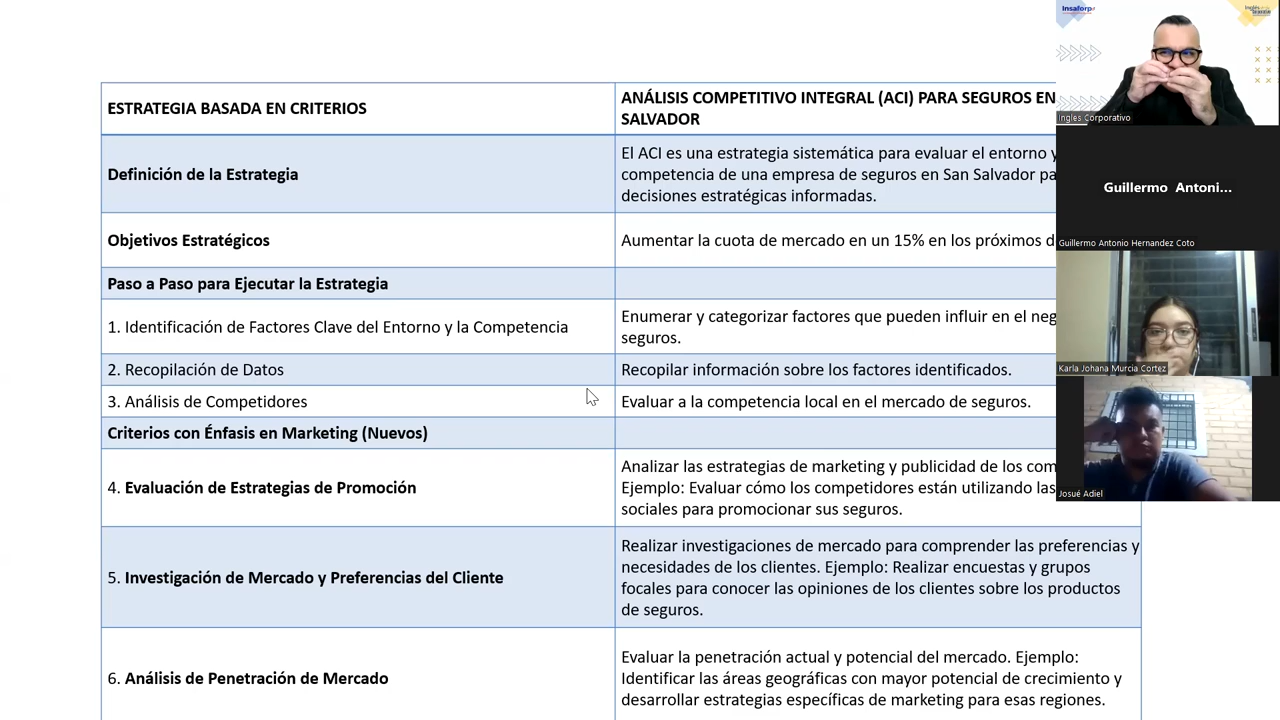 ESTRATEGIA BASADA EN CRITERIOS
ANÁLISIS COMPETITIVO INTEGRAL (ACI) PARA SEGUROS EN
SALVADOR
Definición de la Estrategia
El ACI es una estrategia sistemática para evaluar el entorno y
competencia de una empresa de seguros en San Salvador pa
decisiones estratégicas informadas.
Objetivos Estratégicos
Aumentar la cuota de mercado en un 15% en los próximos d
Paso a Paso para Ejecutar la Estrategia
1. Identificación de Factores Clave del Entorno y la Competencia
Enumerar y categorizar factores que pueden influir en el neg
seguros.
2. Recopilación de Datos
Recopilar información sobre los factores identificados.
3. Análisis de Competidores
Evaluar a la competencia local en el mercado de seguros.
Criterios con Énfasis en Marketing (Nuevos)
4. Evaluación de Estrategias de Promoción
Analizar las estrategias de marketing y publicidad de los com
Ejemplo: Evaluar cómo los competidores están utilizando las
sociales para promocionar sus seguros.
5. Investigación de Mercado y Preferencias del Cliente
Realizar investigaciones de mercado para comprender las preferencias y
necesidades de los clientes. Ejemplo: Realizar encuestas y grupos
focales para conocer las opiniones de los clientes sobre los productos
de seguros.
6. Análisis de Penetración de Mercado
Evaluar la penetración actual y potencial del mercado. Ejemplo:
Identificar las áreas geográficas con mayor potencial de crecimiento y
desarrollar estrategias específicas de marketing para esas regiones.
Insaforp
Ingles Corporativo
Guillermo Antoni...
Guillermo Antonio Hernandez Coto
Karla Johana Murcia Cortez
Josué Adiel